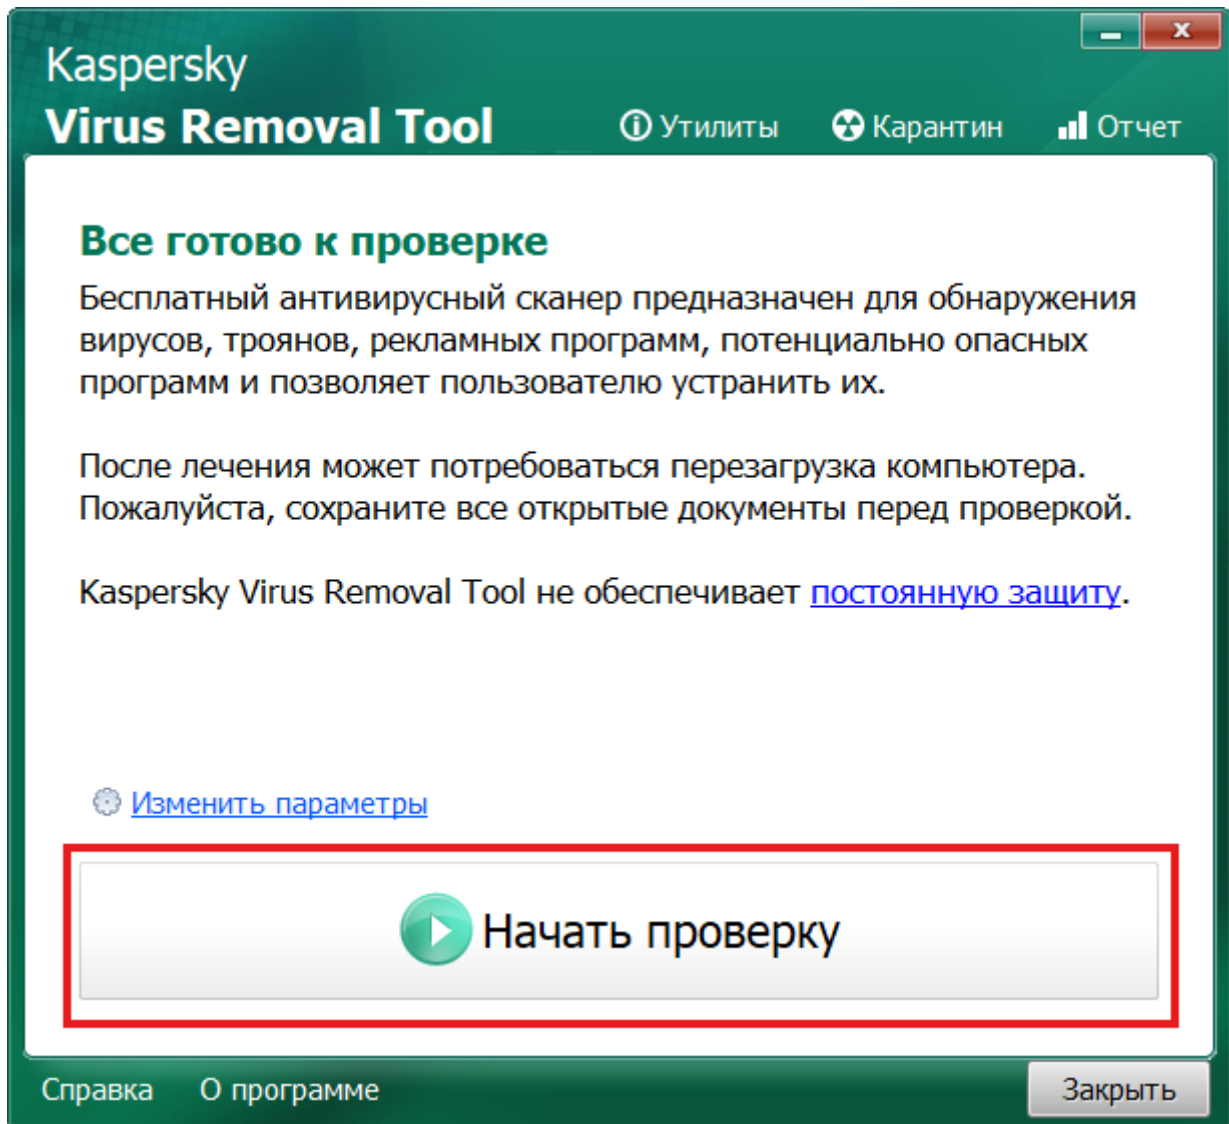 Kaspersky
Virus Removal Tool
Утилиты
Карантин
Отчет
Все готово к проверке
Бесплатный антивирусный сканер предназначен для обнаружения
вирусов, троянов, рекламных программ, потенциально опасных
программ и позволяет пользователю устранить их.
После лечения может потребоваться перезагрузка компьютера.
Пожалуйста, сохраните все открытые документы перед проверкой.
Kaspersky Virus Removal Tool не обеспечивает постоянную защиту.
Изменить параметры
Начать проверку
Справка
О программе
Закрыть